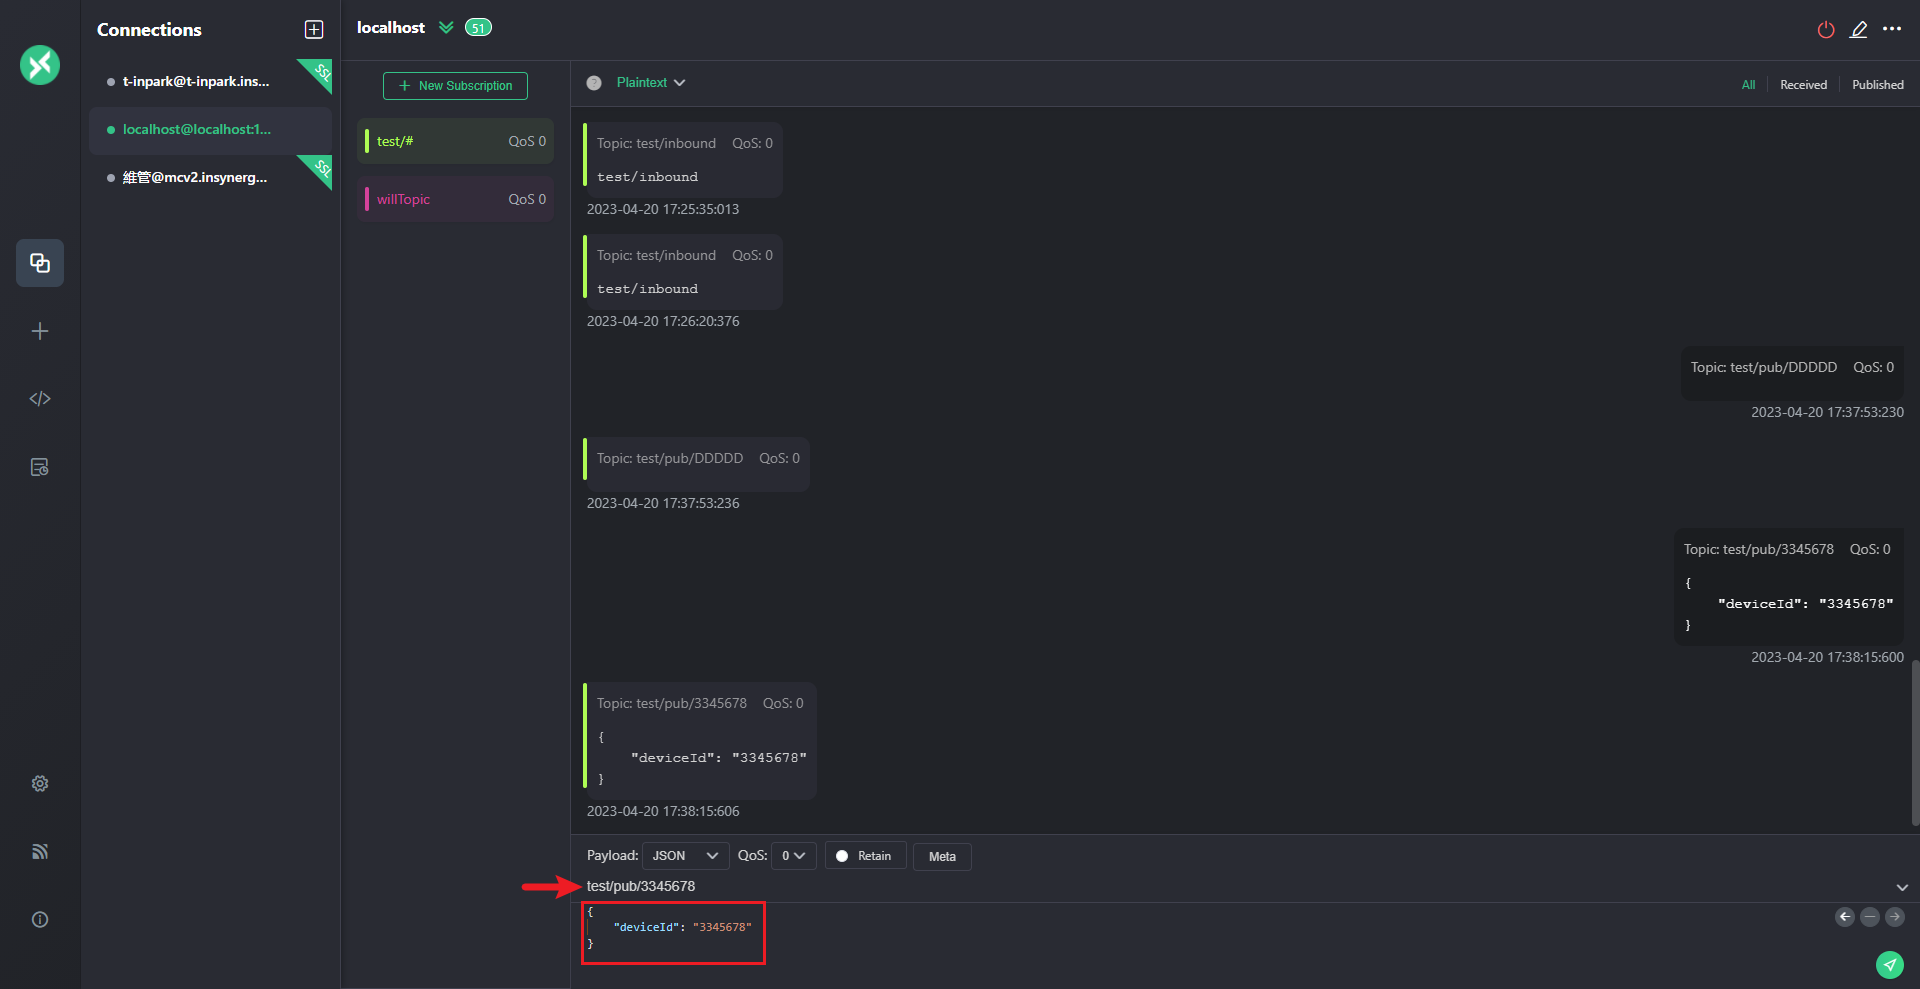 Connections
t-inpark@t-inpark.ins...
SSL
localhost@localhost:1...
維管@mcv2.insynerg...
SSL
localhost 51
New Subscription
test/# QoS 0
willTopic QoS 0
Plaintext
All Received Published
Topic: test/inbound QoS: 0
test/inbound
2023-04-20 17:25:35:013
Topic: test/inbound QoS: 0
test/inbound
2023-04-20 17:26:20:376
Topic: test/pub/DDDDD QoS: 0
2023-04-20 17:37:53:230
Topic: test/pub/DDDDD QoS: 0
2023-04-20 17:37:53:236
Topic: test/pub/3345678 QoS: 0
{
"deviceId": "3345678"
}
2023-04-20 17:38:15:600
Topic: test/pub/3345678 QoS: 0
{
"deviceId": "3345678"
}
2023-04-20 17:38:15:606
Payload: JSON QoS: 0 Retain Meta
test/pub/3345678
{
"deviceId": "3345678"
}